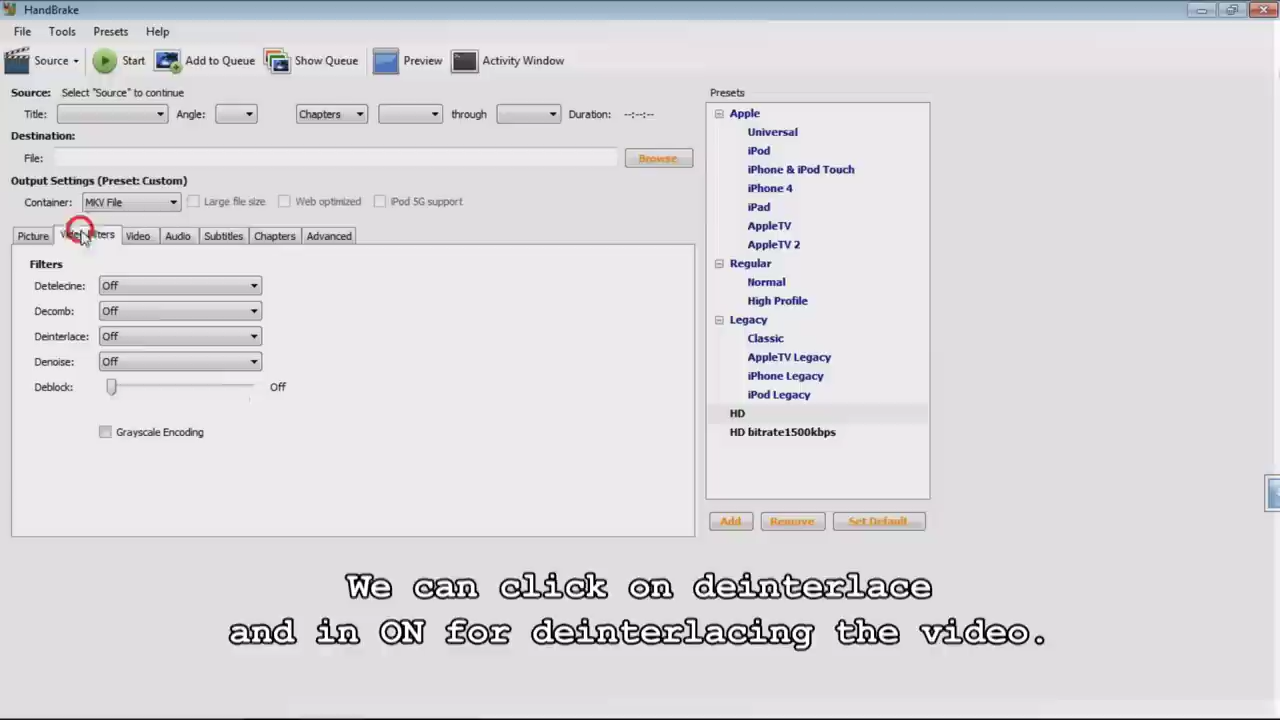 HandBrake
File Tools Presets Help
Source Start Add to Queue Show Queue Preview Activity Window
Source: Select "Source" to continue
Title: Angle: Chapters through Duration: --:--:--
Destination:
File: Browse
Output Settings (Preset: Custom)
Container: MKV File Large file size Web optimized iPod 5G support
Picture Video Filters Video Audio Subtitles Chapters Advanced
Filters
Detelecine: Off
Decomb: Off
Deinterlace: Off
Denoise: Off
Deblock: Off
Grayscale Encoding
Presets
Apple
Universal
iPod
iPhone & iPod Touch
iPhone 4
iPad
AppleTV
AppleTV 2
Regular
Normal
High Profile
Legacy
Classic
AppleTV Legacy
iPhone Legacy
iPod Legacy
HD
HD bitrate1500kbps
Add Remove Set Default
We can click on deinterlace
and in ON for deinterlacing the video.